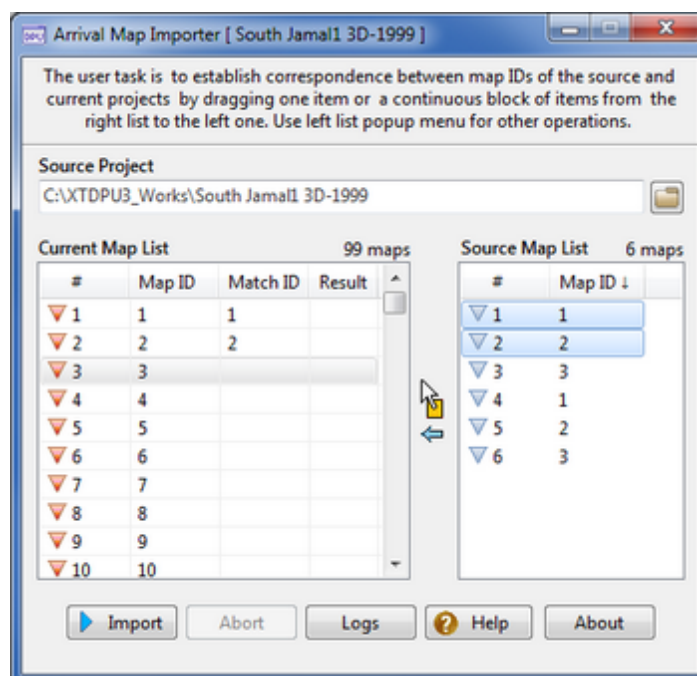 Arrival Map Importer [ South Jamal1 3D-1999 ]
The user task is to establish correspondence between map IDs of the source and
current projects by dragging one item or a continuous block of items from the
right list to the left one. Use left list popup menu for other operations.
Source Project
C:\XTDPU3_Works\South Jamal1 3D-1999
Current Map List 99 maps
# Map ID Match ID Result
1 1 1
2 2 2
3 3
4 4
5 5
6 6
7 7
8 8
9 9
10 10
Source Map List 6 maps
# Map ID ↓
1 1
2 2
3 3
4 1
5 2
6 3
Import Abort Logs Help About